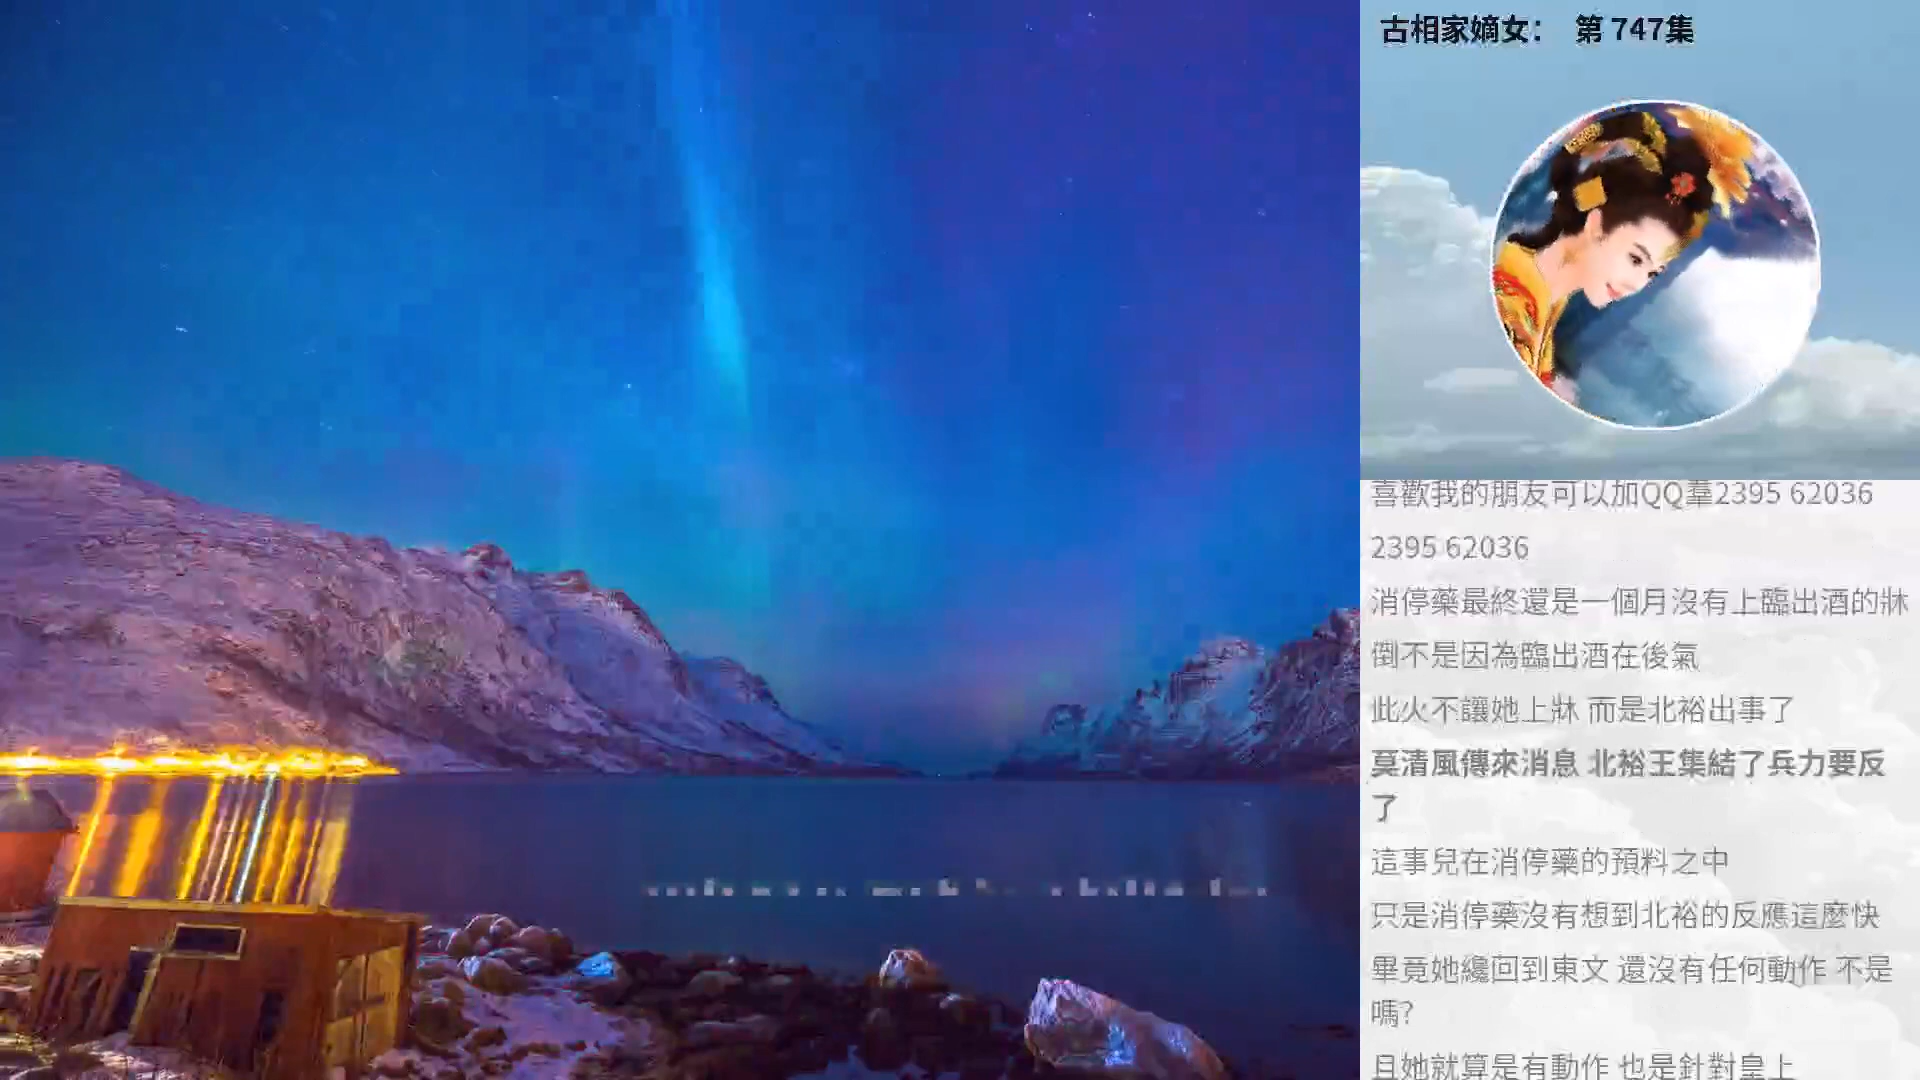 古相家嫡女： 第 747集
喜歡我的朋友可以加QQ羣2395 62036
2395 62036
消停藥最終還是一個月沒有上臨出酒的牀
倒不是因為臨出酒在後氣
此火不讓她上牀 而是北裕出事了
莫清風傳來消息 北裕王集結了兵力要反
了
這事兒在消停藥的預料之中
只是消停藥沒有想到北裕的反應這麼快
畢竟她纔回到東文 還沒有任何動作 不是
嗎?
且她就算是有動作 也是針對皇上